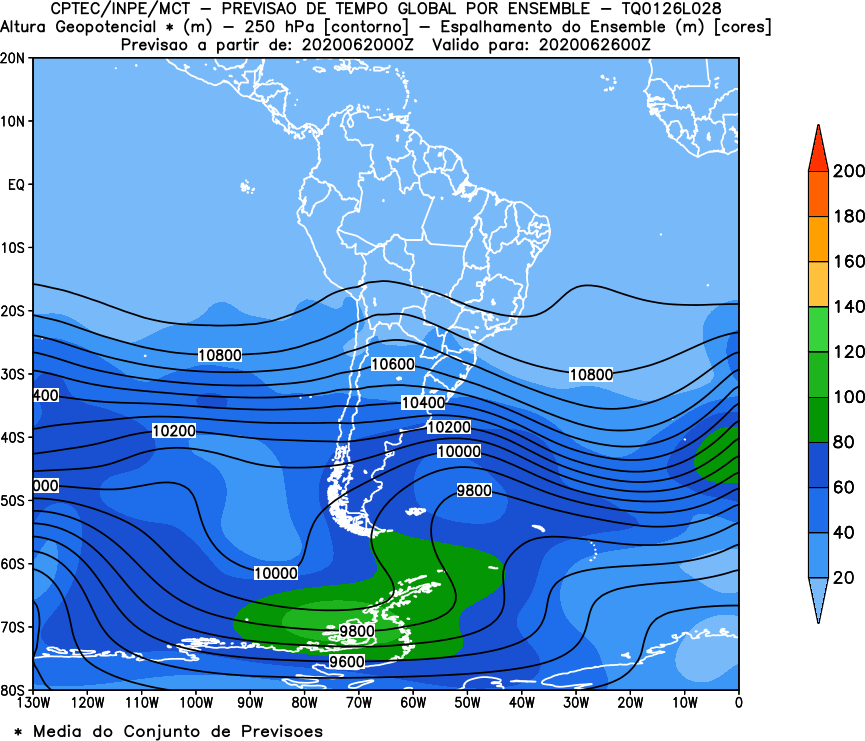 CPTEC/INPE/MCT – PREVISAO DE TEMPO GLOBAL POR ENSEMBLE – TQ0126L028
Altura Geopotencial * (m) – 250 hPa [contorno] – Espalhamento do Ensemble (m) [cores]
Previsao a partir de: 2020062000Z Valido para: 2020062600Z
20N
10N
EQ
10S
20S
30S
40S
50S
60S
70S
80S
130W 120W 110W 100W 90W 80W 70W 60W 50W 40W 30W 20W 10W 0
10800
10600
10800
400
10400
10200
10200
10000
000
9800
10000
9800
9600
200
180
160
140
120
100
80
60
40
20
* Media do Conjunto de Previsoes